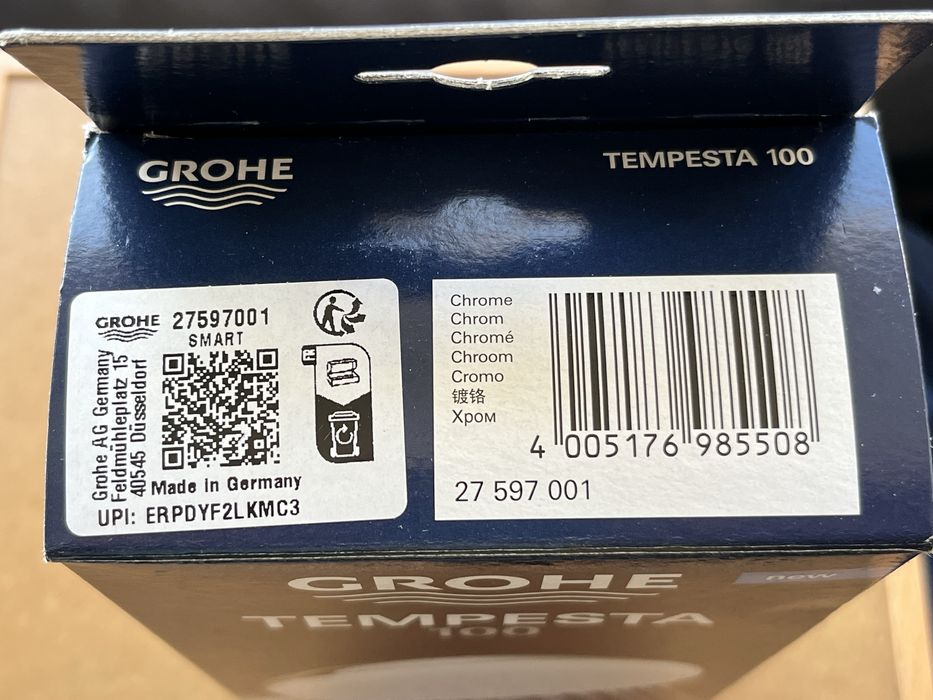 GROHE
TEMPESTA 100
GROHE 27597001
SMART
Grohe AG Germany
Feldmühleplatz 15
40545 Düsseldorf
Made in Germany
UPI: ERPDYF2LKMC3
FR
Chrome
Chrom
Chromé
Chroom
Cromo
镀铬
Хром
4 005176 985508
27 597 001
GROHE
new
TEMPESTA
100